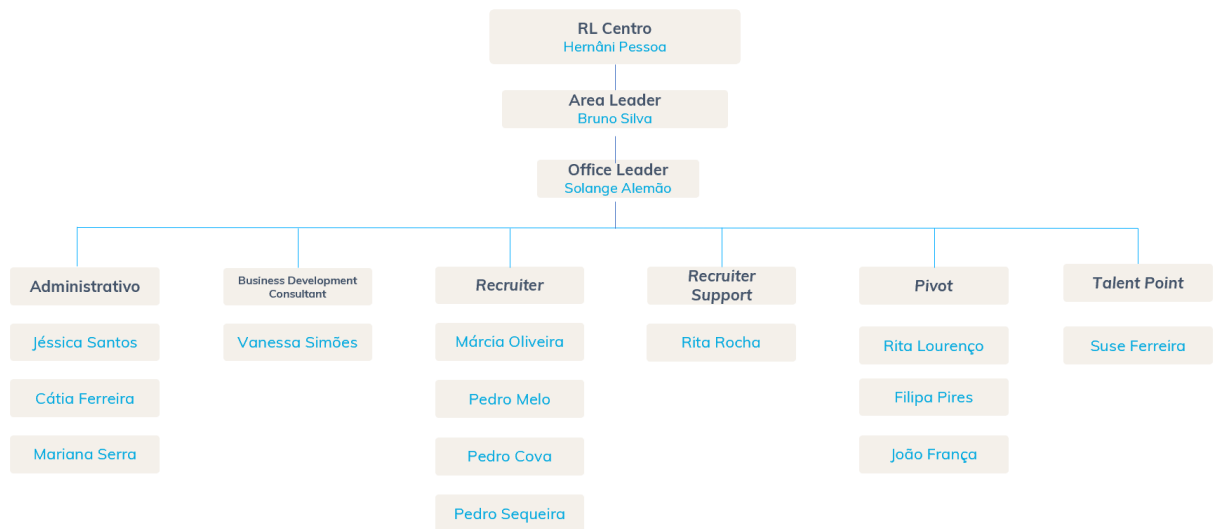 RL Centro
Hernâni Pessoa
Area Leader
Bruno Silva
Office Leader
Solange Alemão
Administrativo
Jéssica Santos
Cátia Ferreira
Mariana Serra
Business Development
Consultant
Vanessa Simões
Recruiter
Márcia Oliveira
Pedro Melo
Pedro Cova
Pedro Sequeira
Recruiter
Support
Rita Rocha
Pivot
Rita Lourenço
Filipa Pires
João França
Talent Point
Suse Ferreira